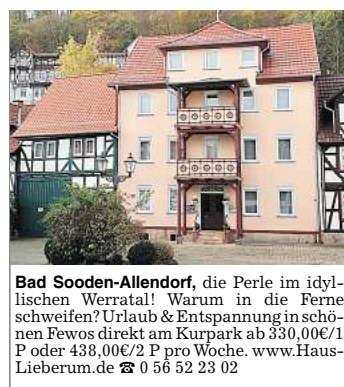 Bad Sooden-Allendorf, die Perle im idyl-
lischen Werratal! Warum in die Ferne
schweifen? Urlaub & Entspannung in schö-
nen Fewos direkt am Kurpark ab 330,00€/1
P oder 438,00€/2 P pro Woche. www.Haus-
Lieberum.de ☎ 0 56 52 23 02